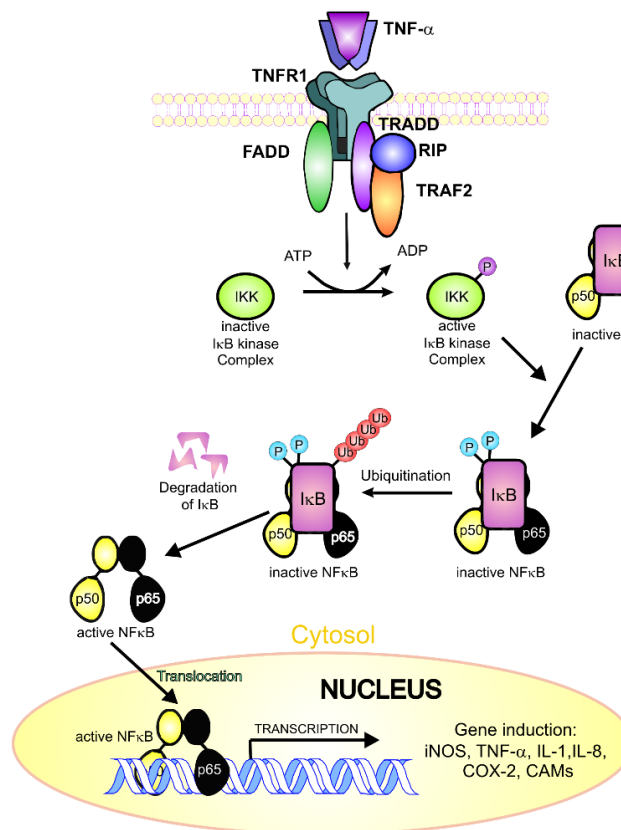 TNF-α
TNFR1
TRADD
FADD
RIP
TRAF2
ATP
ADP
P
IκB
IKK
IKK
p50
inactive
IκB kinase
Complex
active
IκB kinase
Complex
inactive
P
P
Ub
Ub
Ub
Ub
P
P
Ubiquitination
IκB
IκB
Degradation
of IκB
p50
p65
p50
p65
inactive NFκB
inactive NFκB
p50
p65
active NFκB
Cytosol
Translocation
NUCLEUS
active NFκB
TRANSCRIPTION
p65
Gene induction:
iNOS, TNF-α, IL-1,IL-8,
COX-2, CAMs